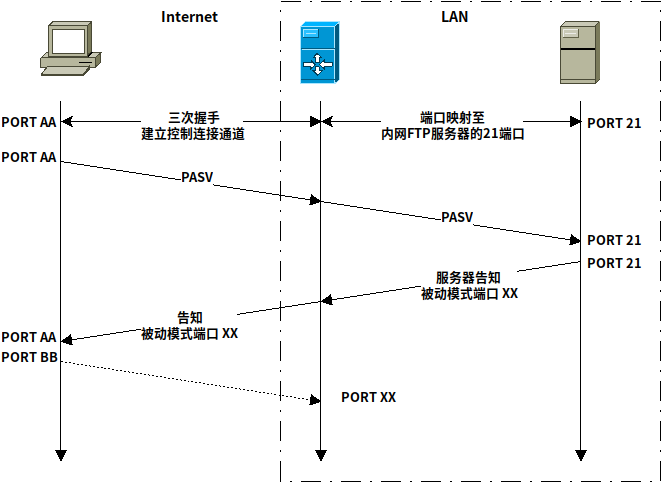 Internet
LAN
PORT AA
三次握手
建立控制连接通道
端口映射至
内网FTP服务器的21端口
PORT 21
PORT AA
PASV
PASV
PORT 21
PORT 21
服务器告知
被动模式端口 XX
告知
被动模式端口 XX
PORT AA
PORT BB
PORT XX